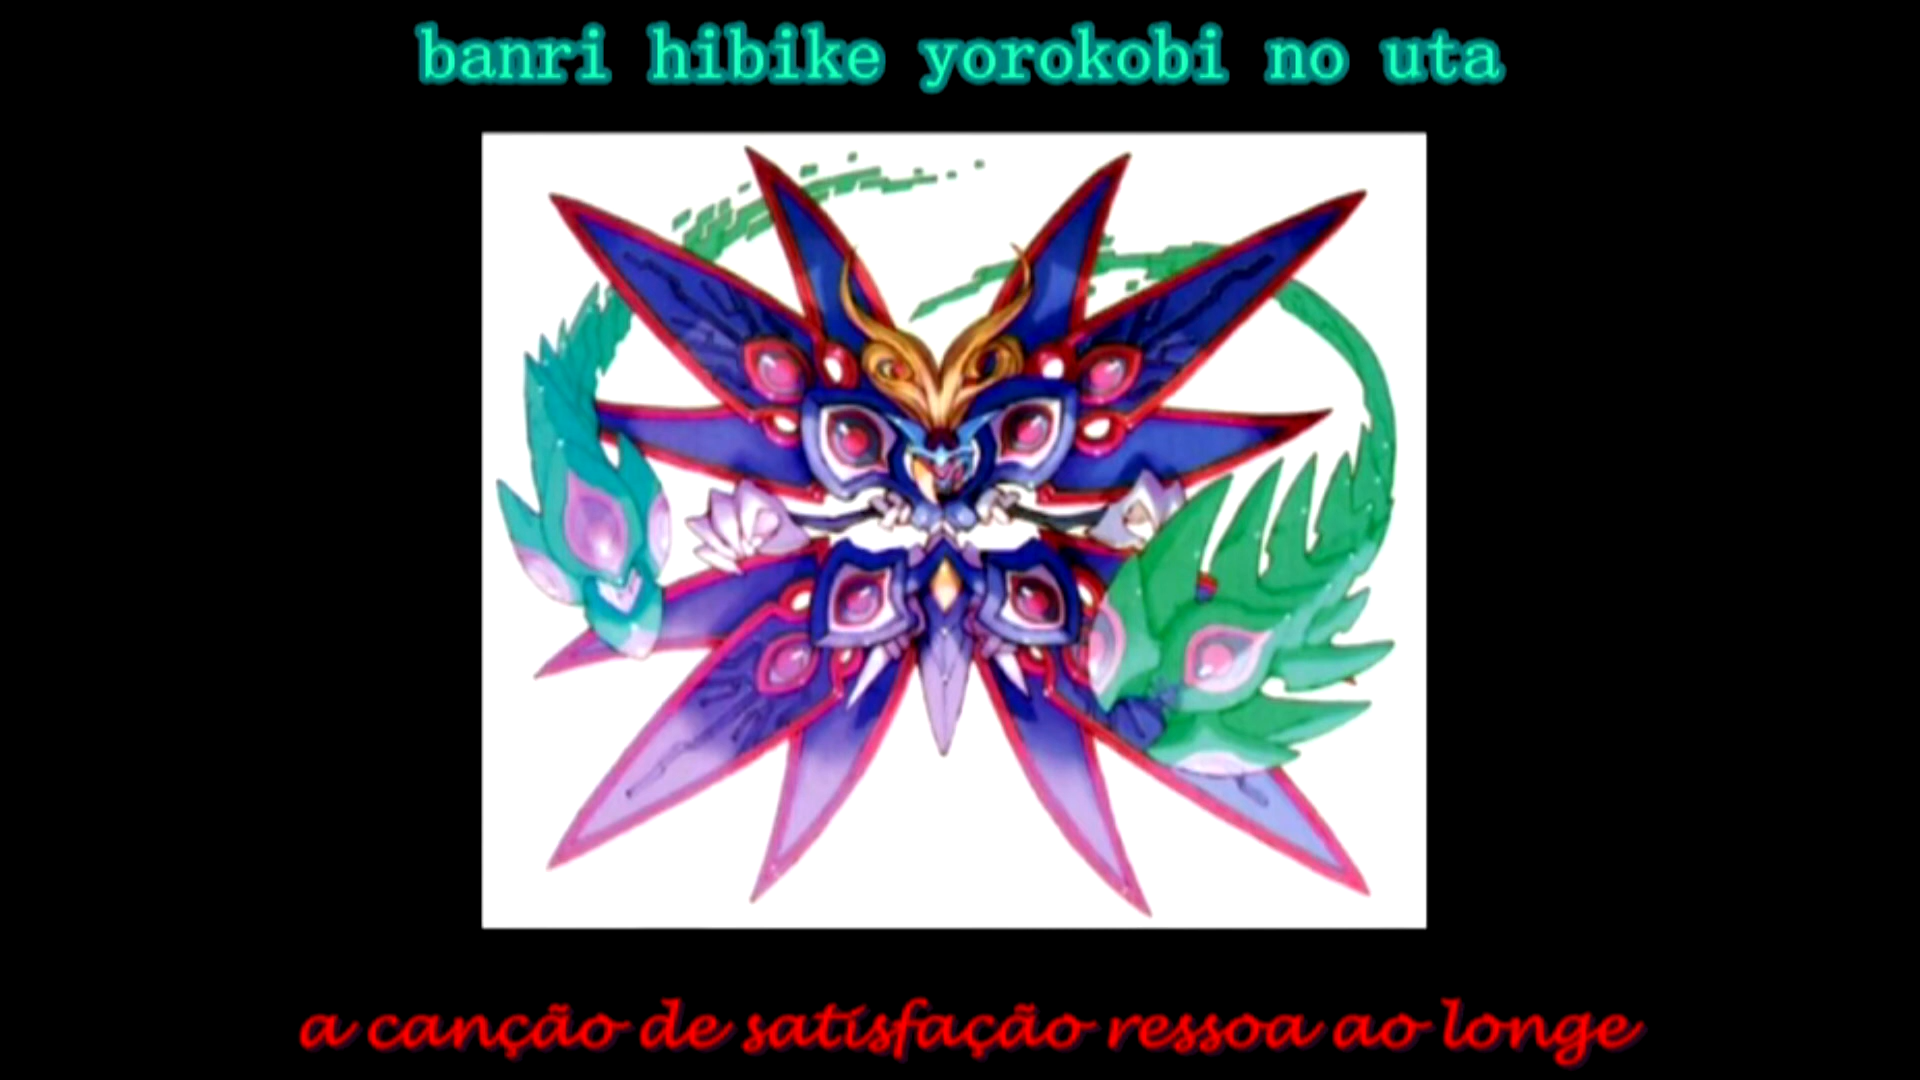 banri hibike yorokobi no uta
a canção de satisfação ressoa ao longe